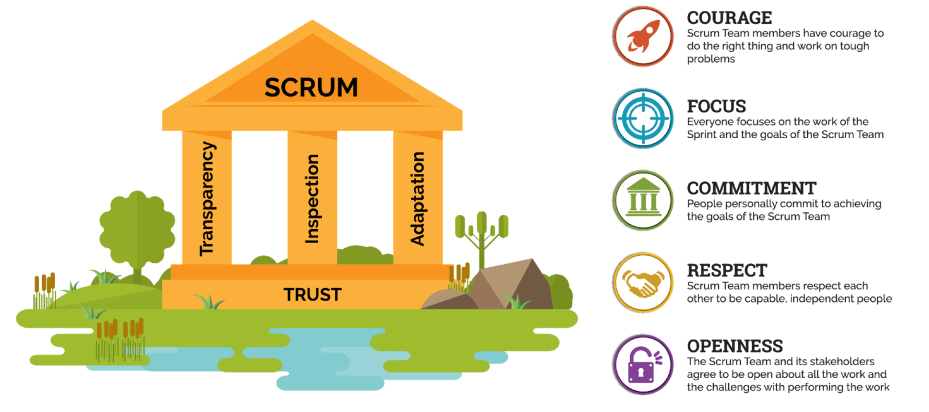 SCRUM
Transparency
Inspection
Adaptation
TRUST
COURAGE
Scrum Team members have courage to
do the right thing and work on tough
problems
FOCUS
Everyone focuses on the work of the
Sprint and the goals of the Scrum Team
COMMITMENT
People personally commit to achieving
the goals of the Scrum Team
RESPECT
Scrum Team members respect each
other to be capable, independent people
OPENNESS
The Scrum Team and its stakeholders
agree to be open about all the work and
the challenges with performing the work